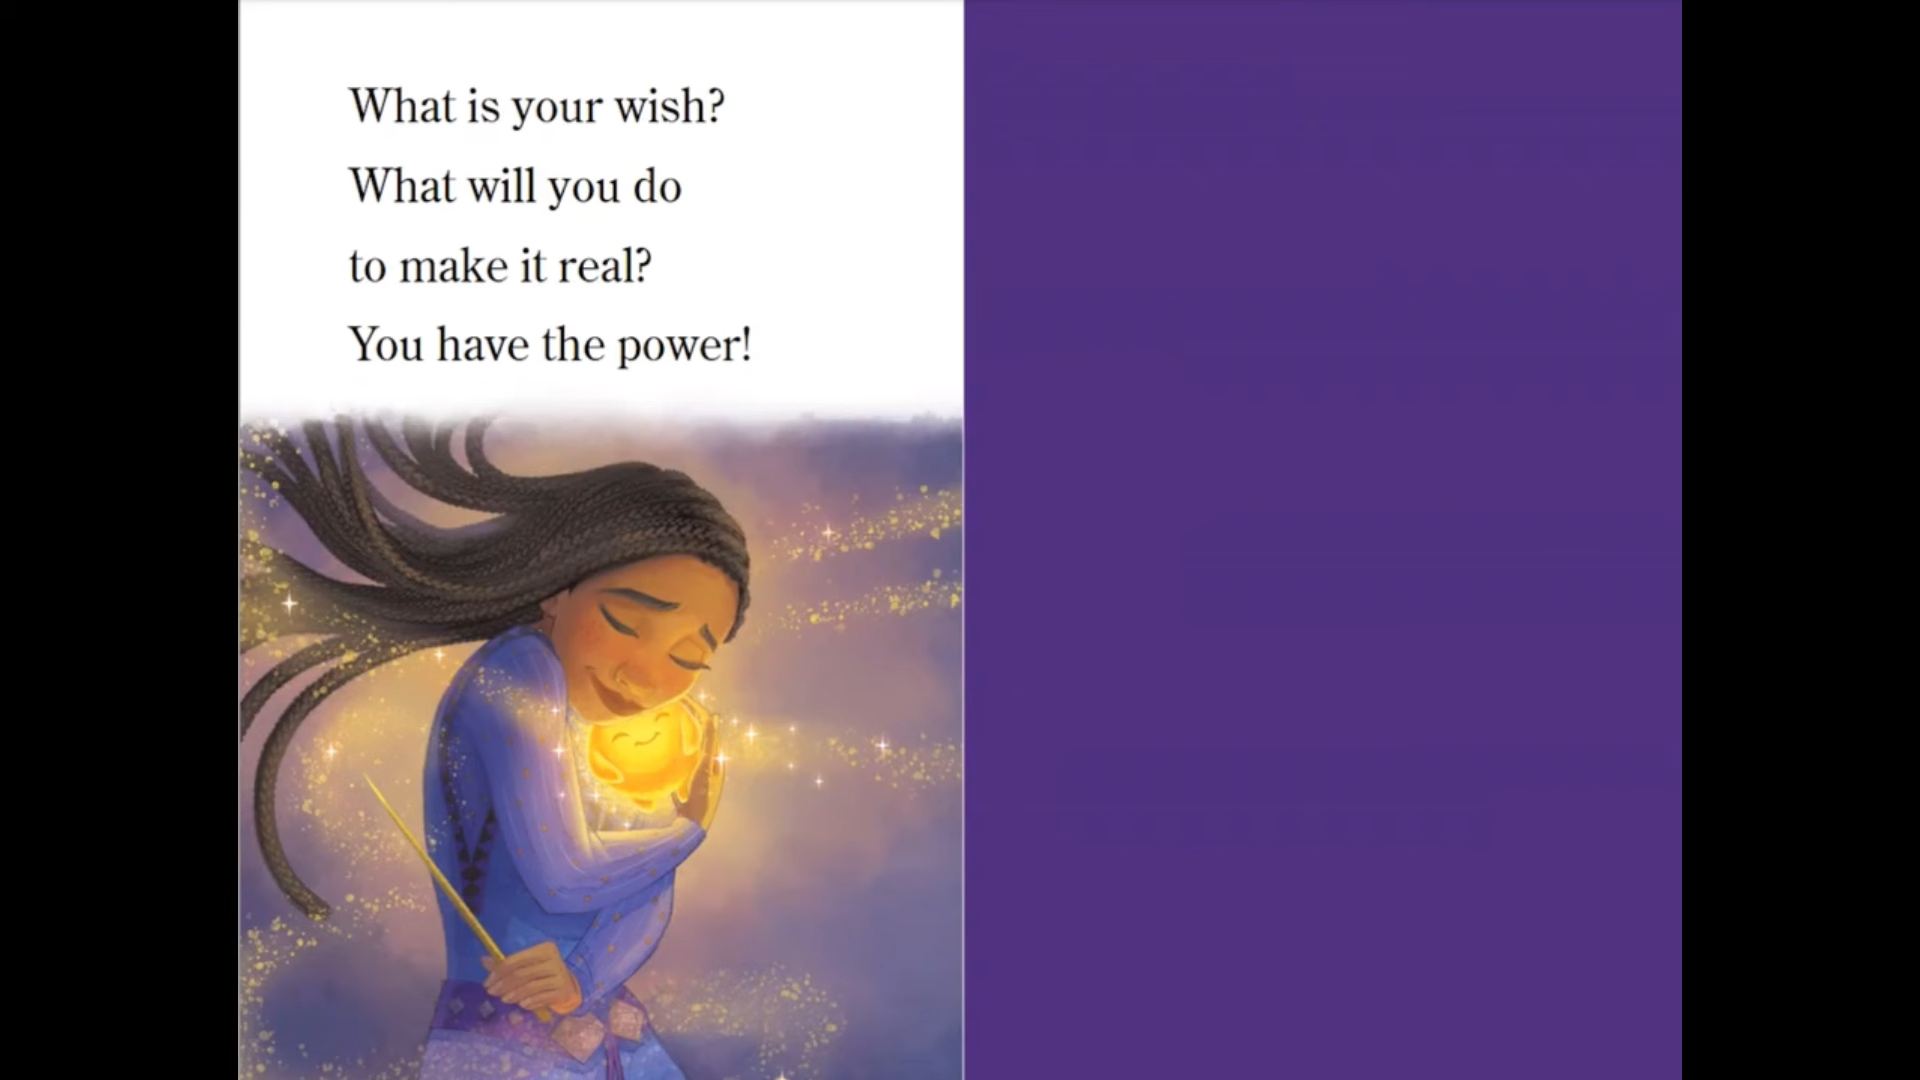 What is your wish?
What will you do
to make it real?
You have the power!